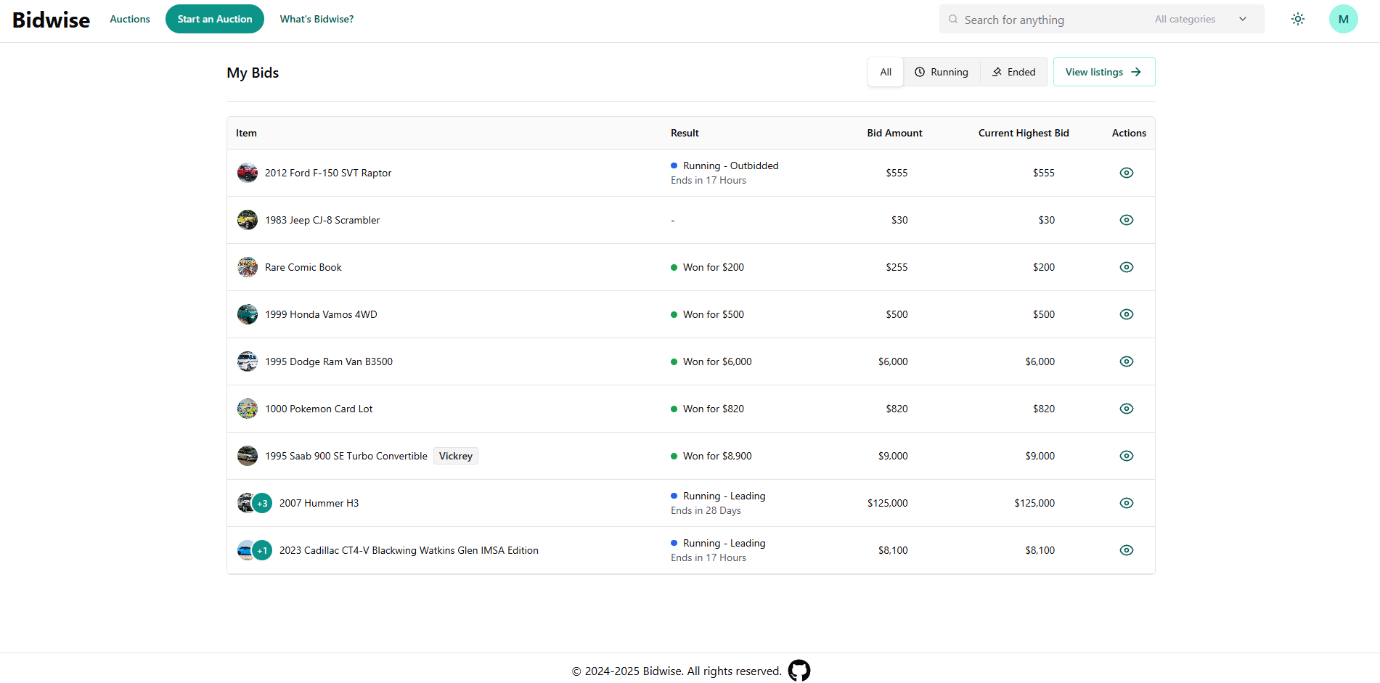 Bidwise Auctions Start an Auction What's Bidwise? Search for anything All categories M
My Bids All Running Ended View listings
Item Result Bid Amount Current Highest Bid Actions
2012 Ford F-150 SVT Raptor Running - Outbidded $555 $555
Ends in 17 Hours
1983 Jeep CJ-8 Scrambler - $30 $30
Rare Comic Book Won for $200 $255 $200
1999 Honda Vamos 4WD Won for $500 $500 $500
1995 Dodge Ram Van B3500 Won for $6,000 $6,000 $6,000
1000 Pokemon Card Lot Won for $820 $820 $820
1995 Saab 900 SE Turbo Convertible Vickrey Won for $8,900 $9,000 $9,000
+3 2007 Hummer H3 Running - Leading $125,000 $125,000
Ends in 28 Days
+1 2023 Cadillac CT4-V Blackwing Watkins Glen IMSA Edition Running - Leading $8,100 $8,100
Ends in 17 Hours
© 2024-2025 Bidwise. All rights reserved.